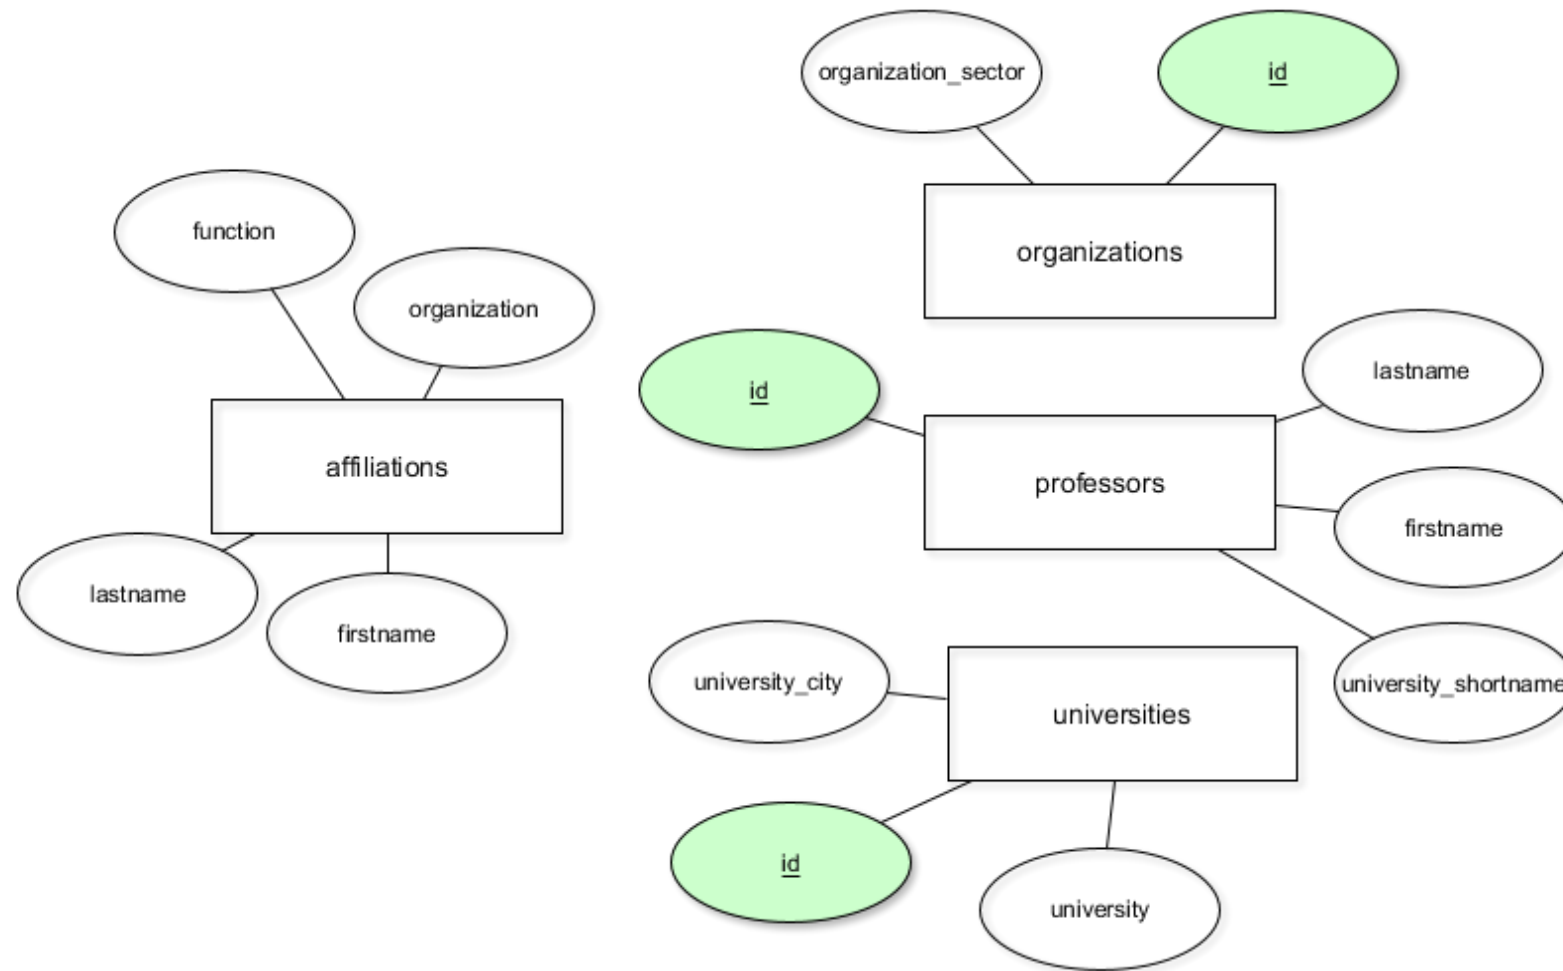 organization_sector
id
function
organizations
organization
lastname
id
affiliations
professors
firstname
lastname
firstname
university_city
university_shortname
universities
id
university